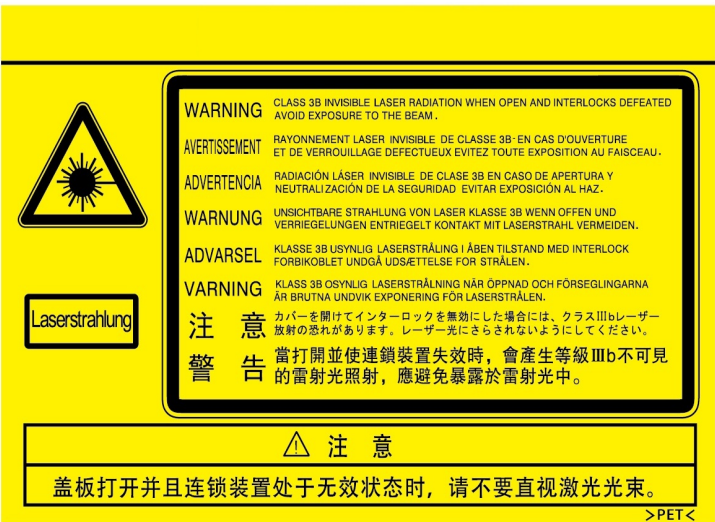 WARNING CLASS 3B INVISIBLE LASER RADIATION WHEN OPEN AND INTERLOCKS DEFEATED
AVOID EXPOSURE TO THE BEAM.
AVERTISSEMENT RAYONNEMENT LASER INVISIBLE DE CLASSE 3B-EN CAS D'OUVERTURE
ET DE VERROUILLAGE DEFECTUEUX EVITEZ TOUTE EXPOSITION AU FAISCEAU.
ADVERTENCIA RADIACIÓN LÁSER INVISIBLE DE CLASE 3B EN CASO DE APERTURA Y
NEUTRALIZACIÓN DE LA SEGURIDAD EVITAR EXPOSICIÓN AL HAZ.
WARNUNG UNSICHTBARE STRAHLUNG VON LASER KLASSE 3B WENN OFFEN UND
VERRIEGELUNGEN ENTRIEGELT KONTAKT MIT LASERSTRAHL VERMEIDEN.
ADVARSEL KLASSE 3B USYNLIG LASERSTRÅLING I ÅBEN TILSTAND MED INTERLOCK
FORBIKOBLET UNDGÅ UDSÆTTELSE FOR STRÅLEN.
VARNING KLASS 3B OSYNLIG LASERSTRÅLNING NÄR ÖPPNAD OCH FÖRSEGLINGARNA
ÄR BRUTNA UNDVIK EXPONERING FÖR LASERSTRÅLEN.
Laserstrahlung
注 意 カバーを開けてインターロックを無効にした場合には、クラスⅢbレーザー
放射の恐れがあります。レーザー光にさらされないようにしてください。
警 告 當打開並使連鎖裝置失效時，會產生等級Ⅲb不可見
的雷射光照射，應避免暴露於雷射光中。
注 意
盖板打开并且连锁装置处于无效状态时，请不要直视激光光束。
>PET<